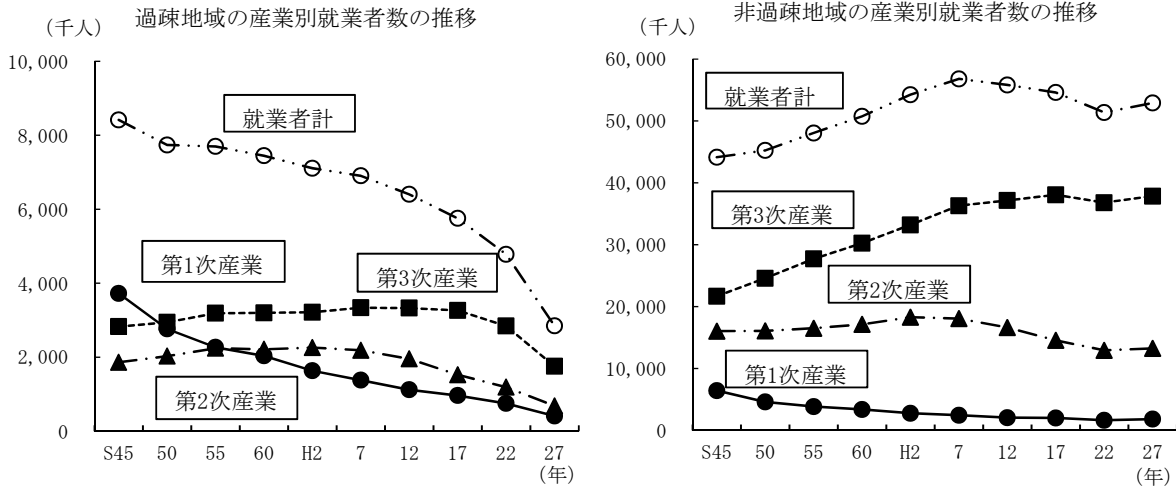 過疎地域の産業別就業者数の推移
(千人)
10,000
8,000
6,000
4,000
2,000
0
就業者計
第1次産業
第3次産業
第2次産業
S45 50 55 60 H2 7 12 17 22 27
(年)
非過疎地域の産業別就業者数の推移
(千人)
60,000
50,000
40,000
30,000
20,000
10,000
0
就業者計
第3次産業
第2次産業
第1次産業
S45 50 55 60 H2 7 12 17 22 27
(年)